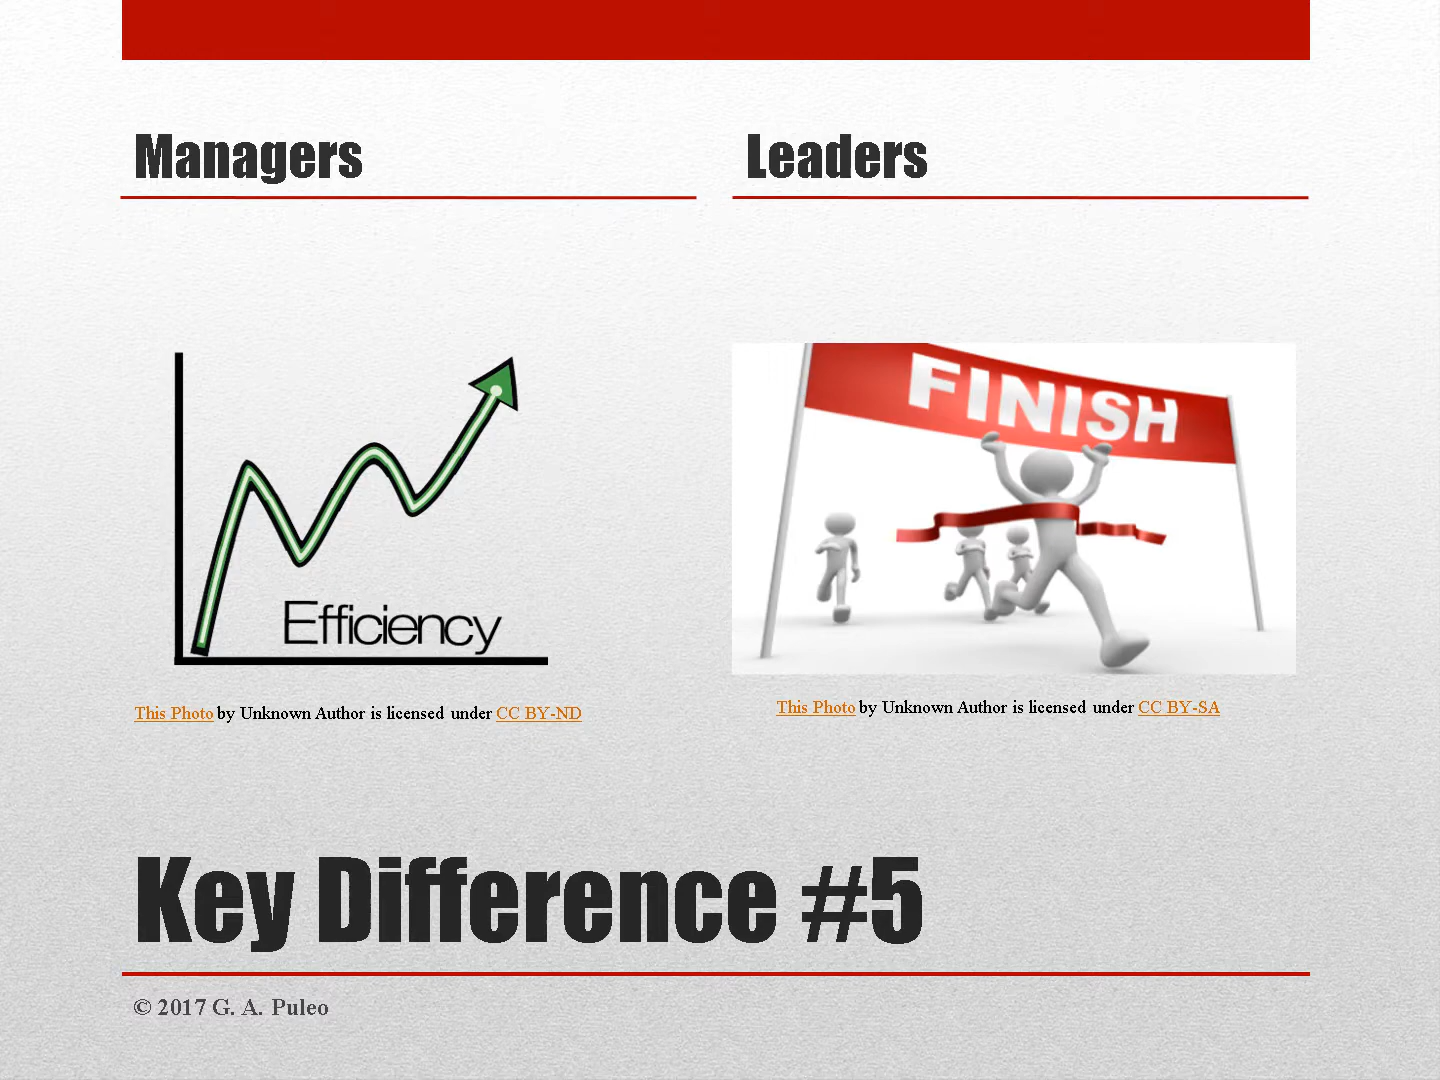 Managers
Leaders
Efficiency
FINISH
This Photo by Unknown Author is licensed under CC BY-ND
This Photo by Unknown Author is licensed under CC BY-SA
Key Difference #5
© 2017 G. A. Puleo